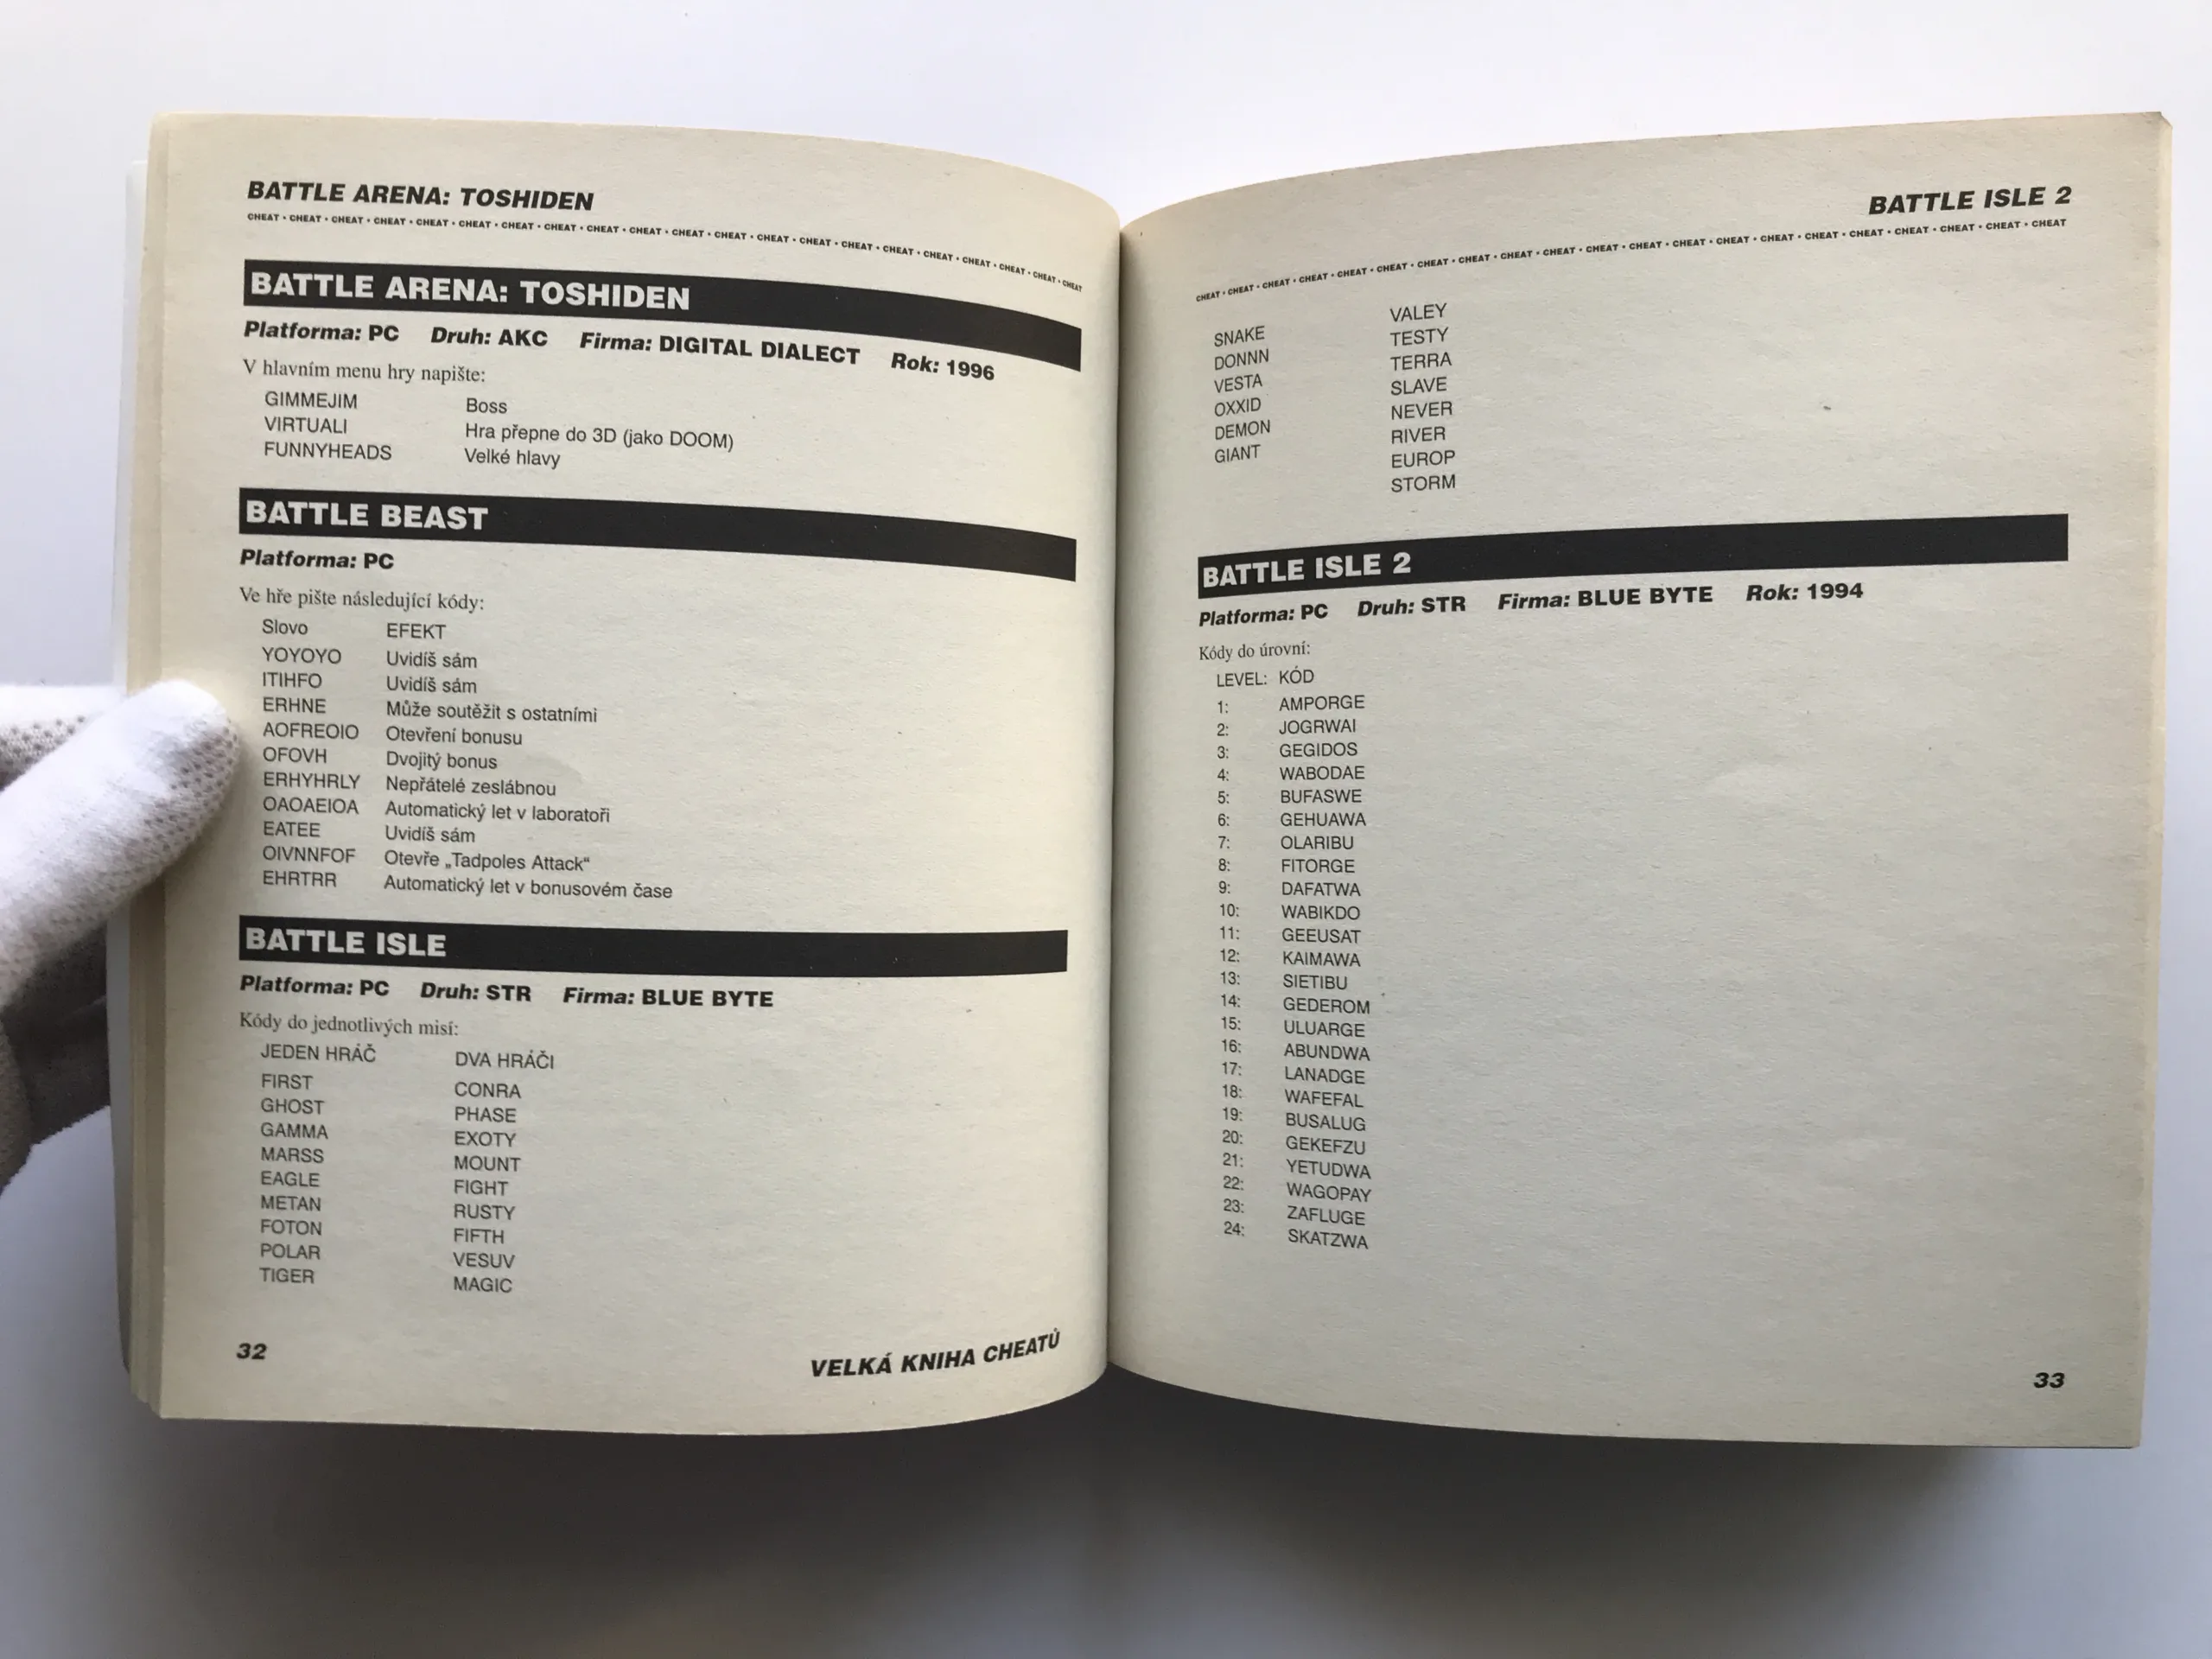 BATTLE ARENA: TOSHIDEN
CHEAT • CHEAT • CHEAT • CHEAT • CHEAT • CHEAT • CHEAT • CHEAT • CHEAT • CHEAT • CHEAT • CHEAT • CHEAT • CHEAT • CHEAT • CHEAT • CHEAT • CHEAT • CHEAT • CHEAT
BATTLE ARENA: TOSHIDEN
Platforma: PC Druh: AKC Firma: DIGITAL DIALECT Rok: 1996
V hlavním menu hry napište:
GIMMEJIM Boss
VIRTUALI Hra přepne do 3D (jako DOOM)
FUNNYHEADS Velké hlavy
BATTLE BEAST
Platforma: PC
Ve hře pište následující kódy:
Slovo EFEKT
YOYOYO Uvidíš sám
ITIHFO Uvidíš sám
ERHNE Může soutěžit s ostatními
AOFREOIO Otevření bonusu
OFOVH Dvojitý bonus
ERHYHRLY Nepřátelé zeslábnou
OAOAEIOA Automatický let v laboratoři
EATEE Uvidíš sám
OIVNNFOF Otevře „Tadpoles Attack“
EHRTRR Automatický let v bonusovém čase
BATTLE ISLE
Platforma: PC Druh: STR Firma: BLUE BYTE
Kódy do jednotlivých misí:
JEDEN HRÁČ DVA HRÁČI
FIRST CONRA
GHOST PHASE
GAMMA EXOTY
MARSS MOUNT
EAGLE FIGHT
METAN RUSTY
FOTON FIFTH
POLAR VESUV
TIGER MAGIC
32 VELKÁ KNIHA CHEATŮ
BATTLE ISLE 2
CHEAT • CHEAT • CHEAT • CHEAT • CHEAT • CHEAT • CHEAT • CHEAT • CHEAT • CHEAT • CHEAT • CHEAT • CHEAT • CHEAT • CHEAT • CHEAT • CHEAT • CHEAT • CHEAT • CHEAT
VALEY
SNAKE TESTY
DONNN TERRA
VESTA SLAVE
OXXID NEVER
DEMON RIVER
GIANT EUROP
STORM
BATTLE ISLE 2
Platforma: PC Druh: STR Firma: BLUE BYTE Rok: 1994
Kódy do úrovní:
LEVEL: KÓD
1: AMPORGE
2: JOGRWAI
3: GEGIDOS
4: WABODAE
5: BUFASWE
6: GEHUAWA
7: OLARIBU
8: FITORGE
9: DAFATWA
10: WABIKDO
11: GEEUSAT
12: KAIMAWA
13: SIETIBU
14: GEDEROM
15: ULUARGE
16: ABUNDWA
17: LANADGE
18: WAFEFAL
19: BUSALUG
20: GEKEFZU
21: YETUDWA
22: WAGOPAY
23: ZAFLUGE
24: SKATZWA
33